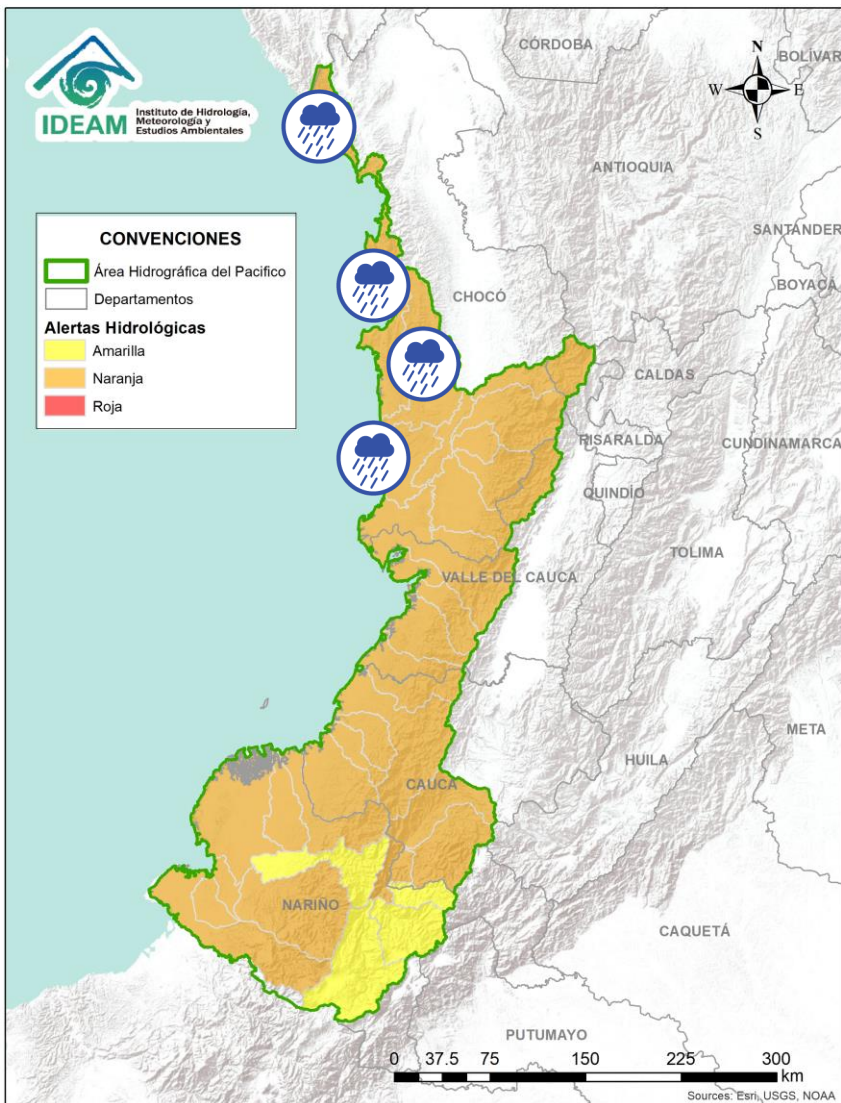 IDEAM
Instituto de Hidrología,
Meteorología y
Estudios Ambientales
CÓRDOBA
BOLÍVAR
N
W
E
S
ANTIOQUIA
SANTANDER
BOYACÁ
CONVENCIONES
Área Hidrográfica del Pacifico
Departamentos
Alertas Hidrológicas
Amarilla
Naranja
Roja
CHOCÓ
CALDAS
RISARALDA
CUNDINAMARCA
QUINDÍO
TOLIMA
VALLE DEL CAUCA
META
HUILA
CAUCA
NARIÑO
CAQUETÁ
PUTUMAYO
0 37.5 75 150 225 300
km
Sources: Esri, USGS, NOAA